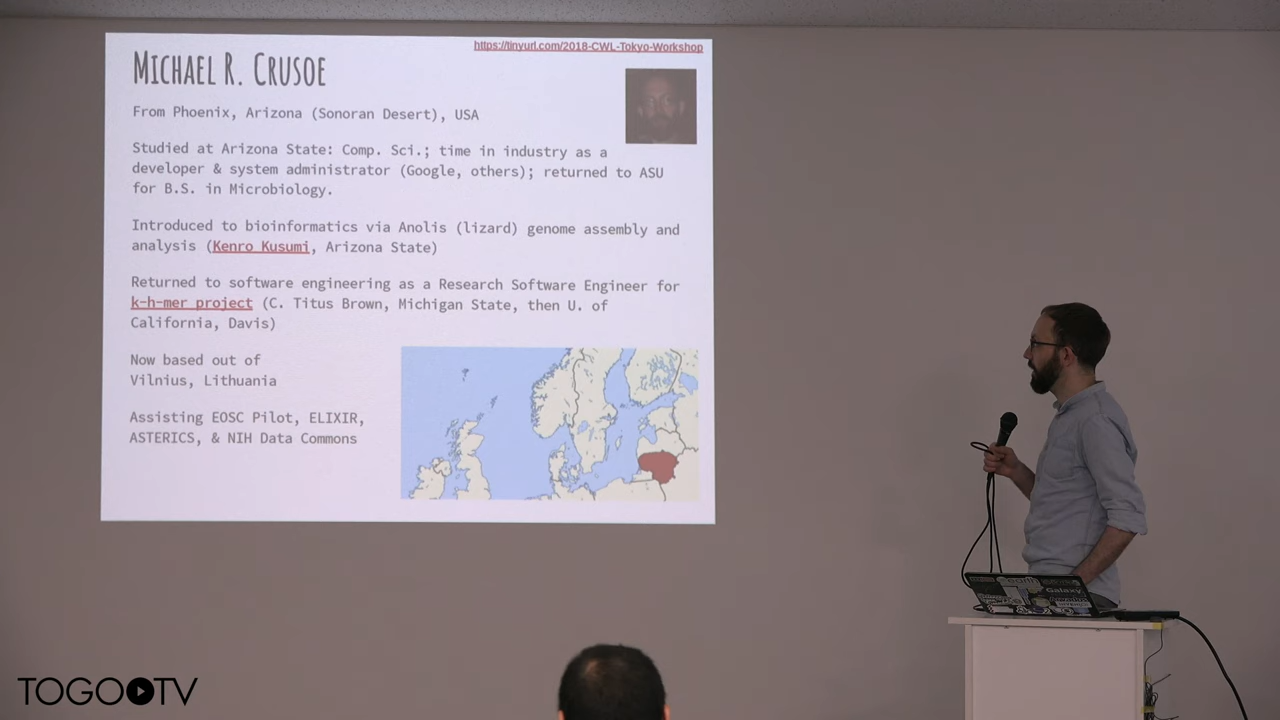 https://tinyurl.com/2018-CWL-Tokyo-Workshop
MICHAEL R. CRUSOE
From Phoenix, Arizona (Sonoran Desert), USA
Studied at Arizona State: Comp. Sci.; time in industry as a
developer & system administrator (Google, others); returned to ASU
for B.S. in Microbiology.
Introduced to bioinformatics via Anolis (lizard) genome assembly and
analysis (Kenro Kusumi, Arizona State)
Returned to software engineering as a Research Software Engineer for
k-h-mer project (C. Titus Brown, Michigan State, then U. of
California, Davis)
Now based out of
Vilnius, Lithuania
Assisting EOSC Pilot, ELIXIR,
ASTERICS, & NIH Data Commons
Galaxy
TOGOTV